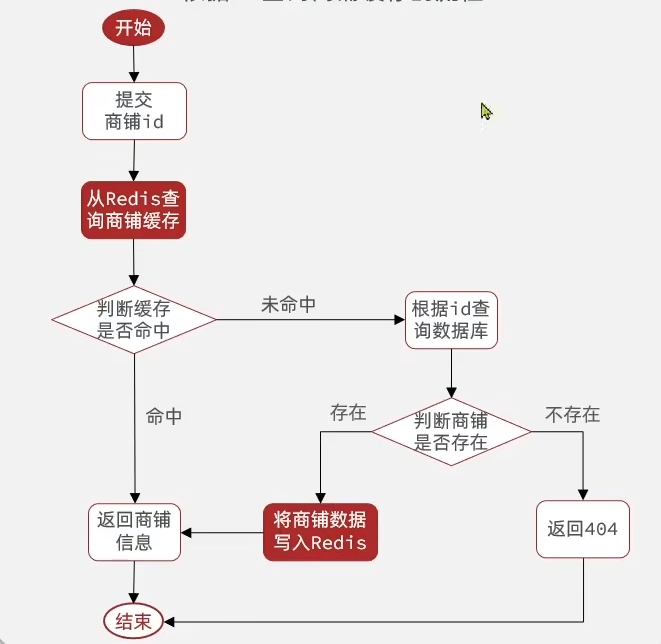 开始
提交
商铺id
从Redis查
询商铺缓存
判断缓存
是否命中
未命中
根据id查
询数据库
命中
存在
判断商铺
是否存在
不存在
返回商铺
信息
将商铺数据
写入Redis
返回404
结束